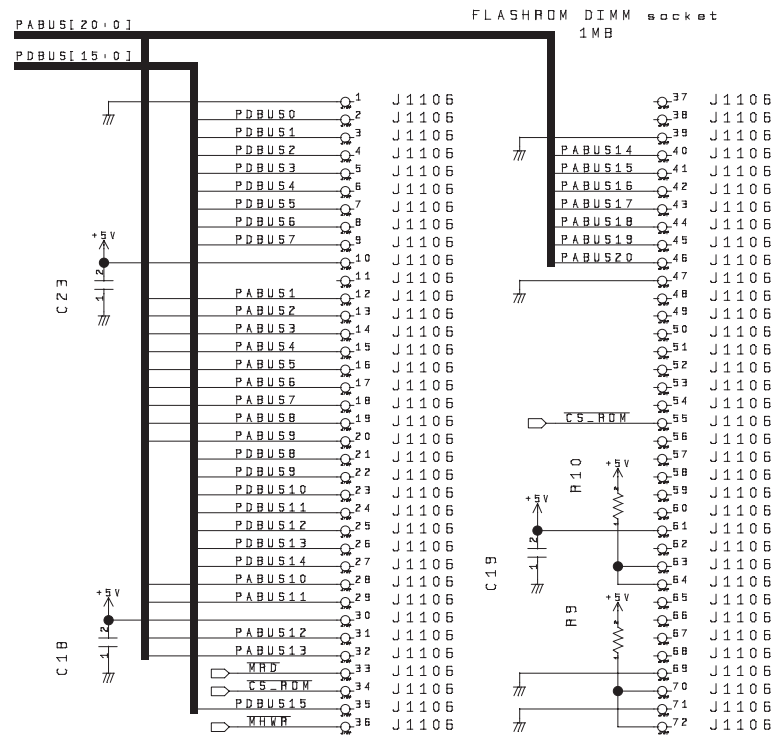 FLASHROM DIMM socket
1MB
PABUS[20:0]
PDBUS[15:0]
1 J1106
PDBUS0 2 J1106
PDBUS1 3 J1106
PDBUS2 4 J1106
PDBUS3 5 J1106
PDBUS4 6 J1106
PDBUS5 7 J1106
PDBUS6 8 J1106
PDBUS7 9 J1106
+5V 10 J1106
11 J1106
C23 2 1
PABUS1 12 J1106
PABUS2 13 J1106
PABUS3 14 J1106
PABUS4 15 J1106
PABUS5 16 J1106
PABUS6 17 J1106
PABUS7 18 J1106
PABUS8 19 J1106
PABUS9 20 J1106
PDBUS8 21 J1106
PDBUS9 22 J1106
PDBUS10 23 J1106
PDBUS11 24 J1106
PDBUS12 25 J1106
PDBUS13 26 J1106
PDBUS14 27 J1106
PABUS10 28 J1106
PABUS11 29 J1106
+5V 30 J1106
C18 2 1
PABUS12 31 J1106
PABUS13 32 J1106
MRD 33 J1106
CS_ROM 34 J1106
PDBUS15 35 J1106
MHWR 36 J1106
37 J1106
38 J1106
39 J1106
PABUS14 40 J1106
PABUS15 41 J1106
PABUS16 42 J1106
PABUS17 43 J1106
PABUS18 44 J1106
PABUS19 45 J1106
PABUS20 46 J1106
47 J1106
48 J1106
49 J1106
50 J1106
51 J1106
52 J1106
53 J1106
54 J1106
CS_ROM 55 J1106
56 J1106
57 J1106
R10 +5V 58 J1106
59 J1106
60 J1106
+5V 61 J1106
C19 2 1
62 J1106
63 J1106
64 J1106
R9 +5V 65 J1106
66 J1106
67 J1106
68 J1106
69 J1106
70 J1106
71 J1106
72 J1106